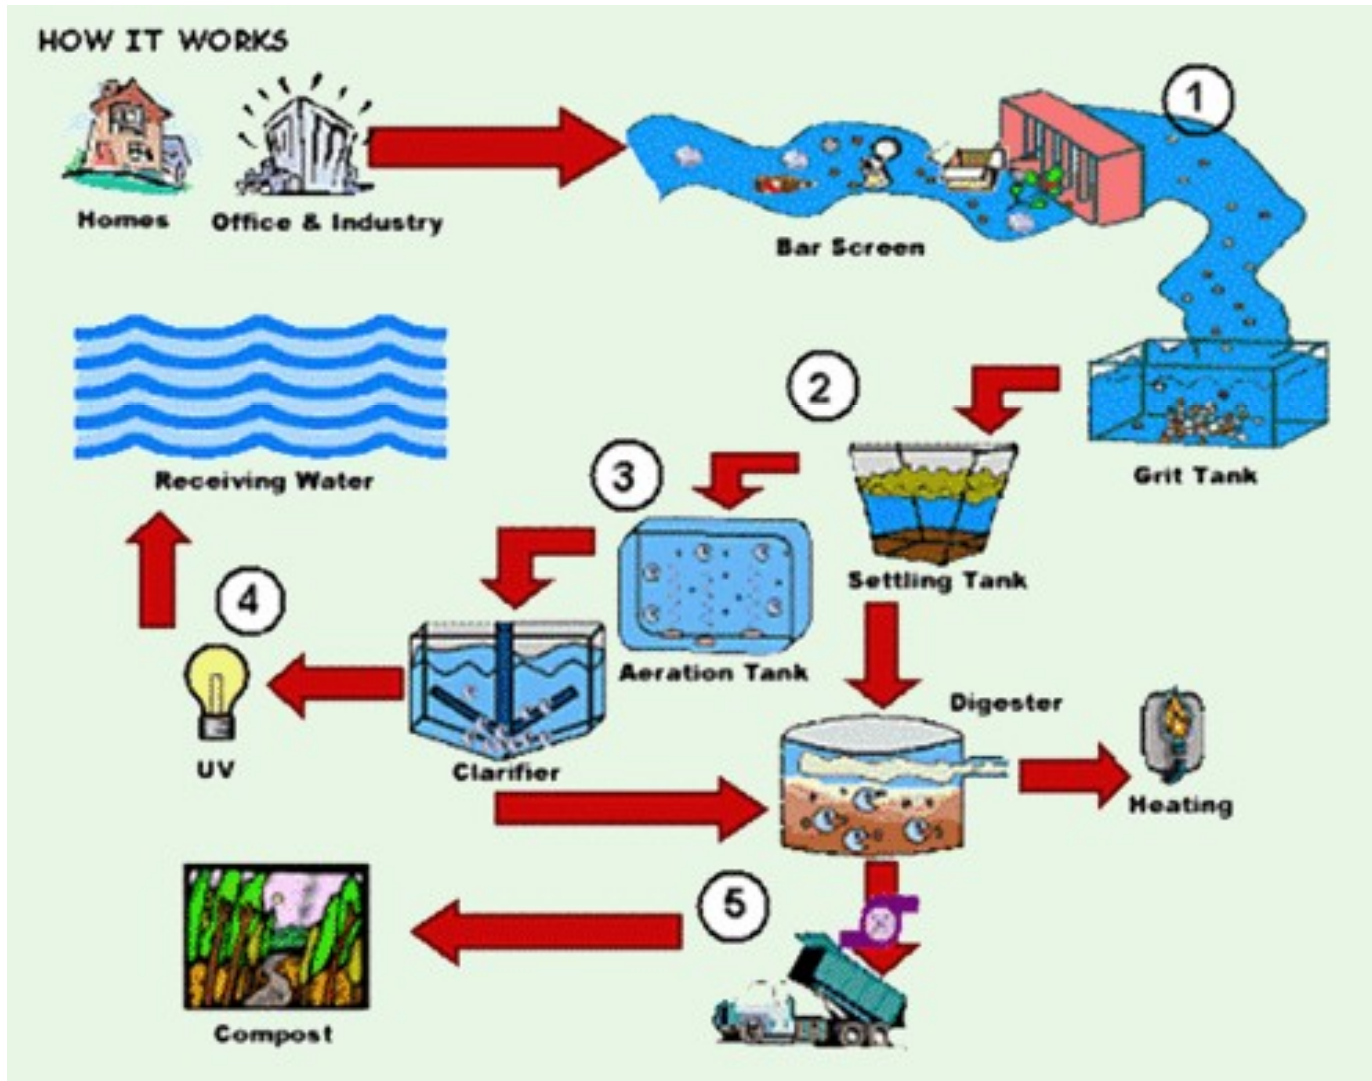 HOW IT WORKS
1
Homes
Office & Industry
Bar Screen
2
3
Receiving Water
Grit Tank
4
Settling Tank
Aeration Tank
Digester
UV
Clarifier
Heating
5
Compost